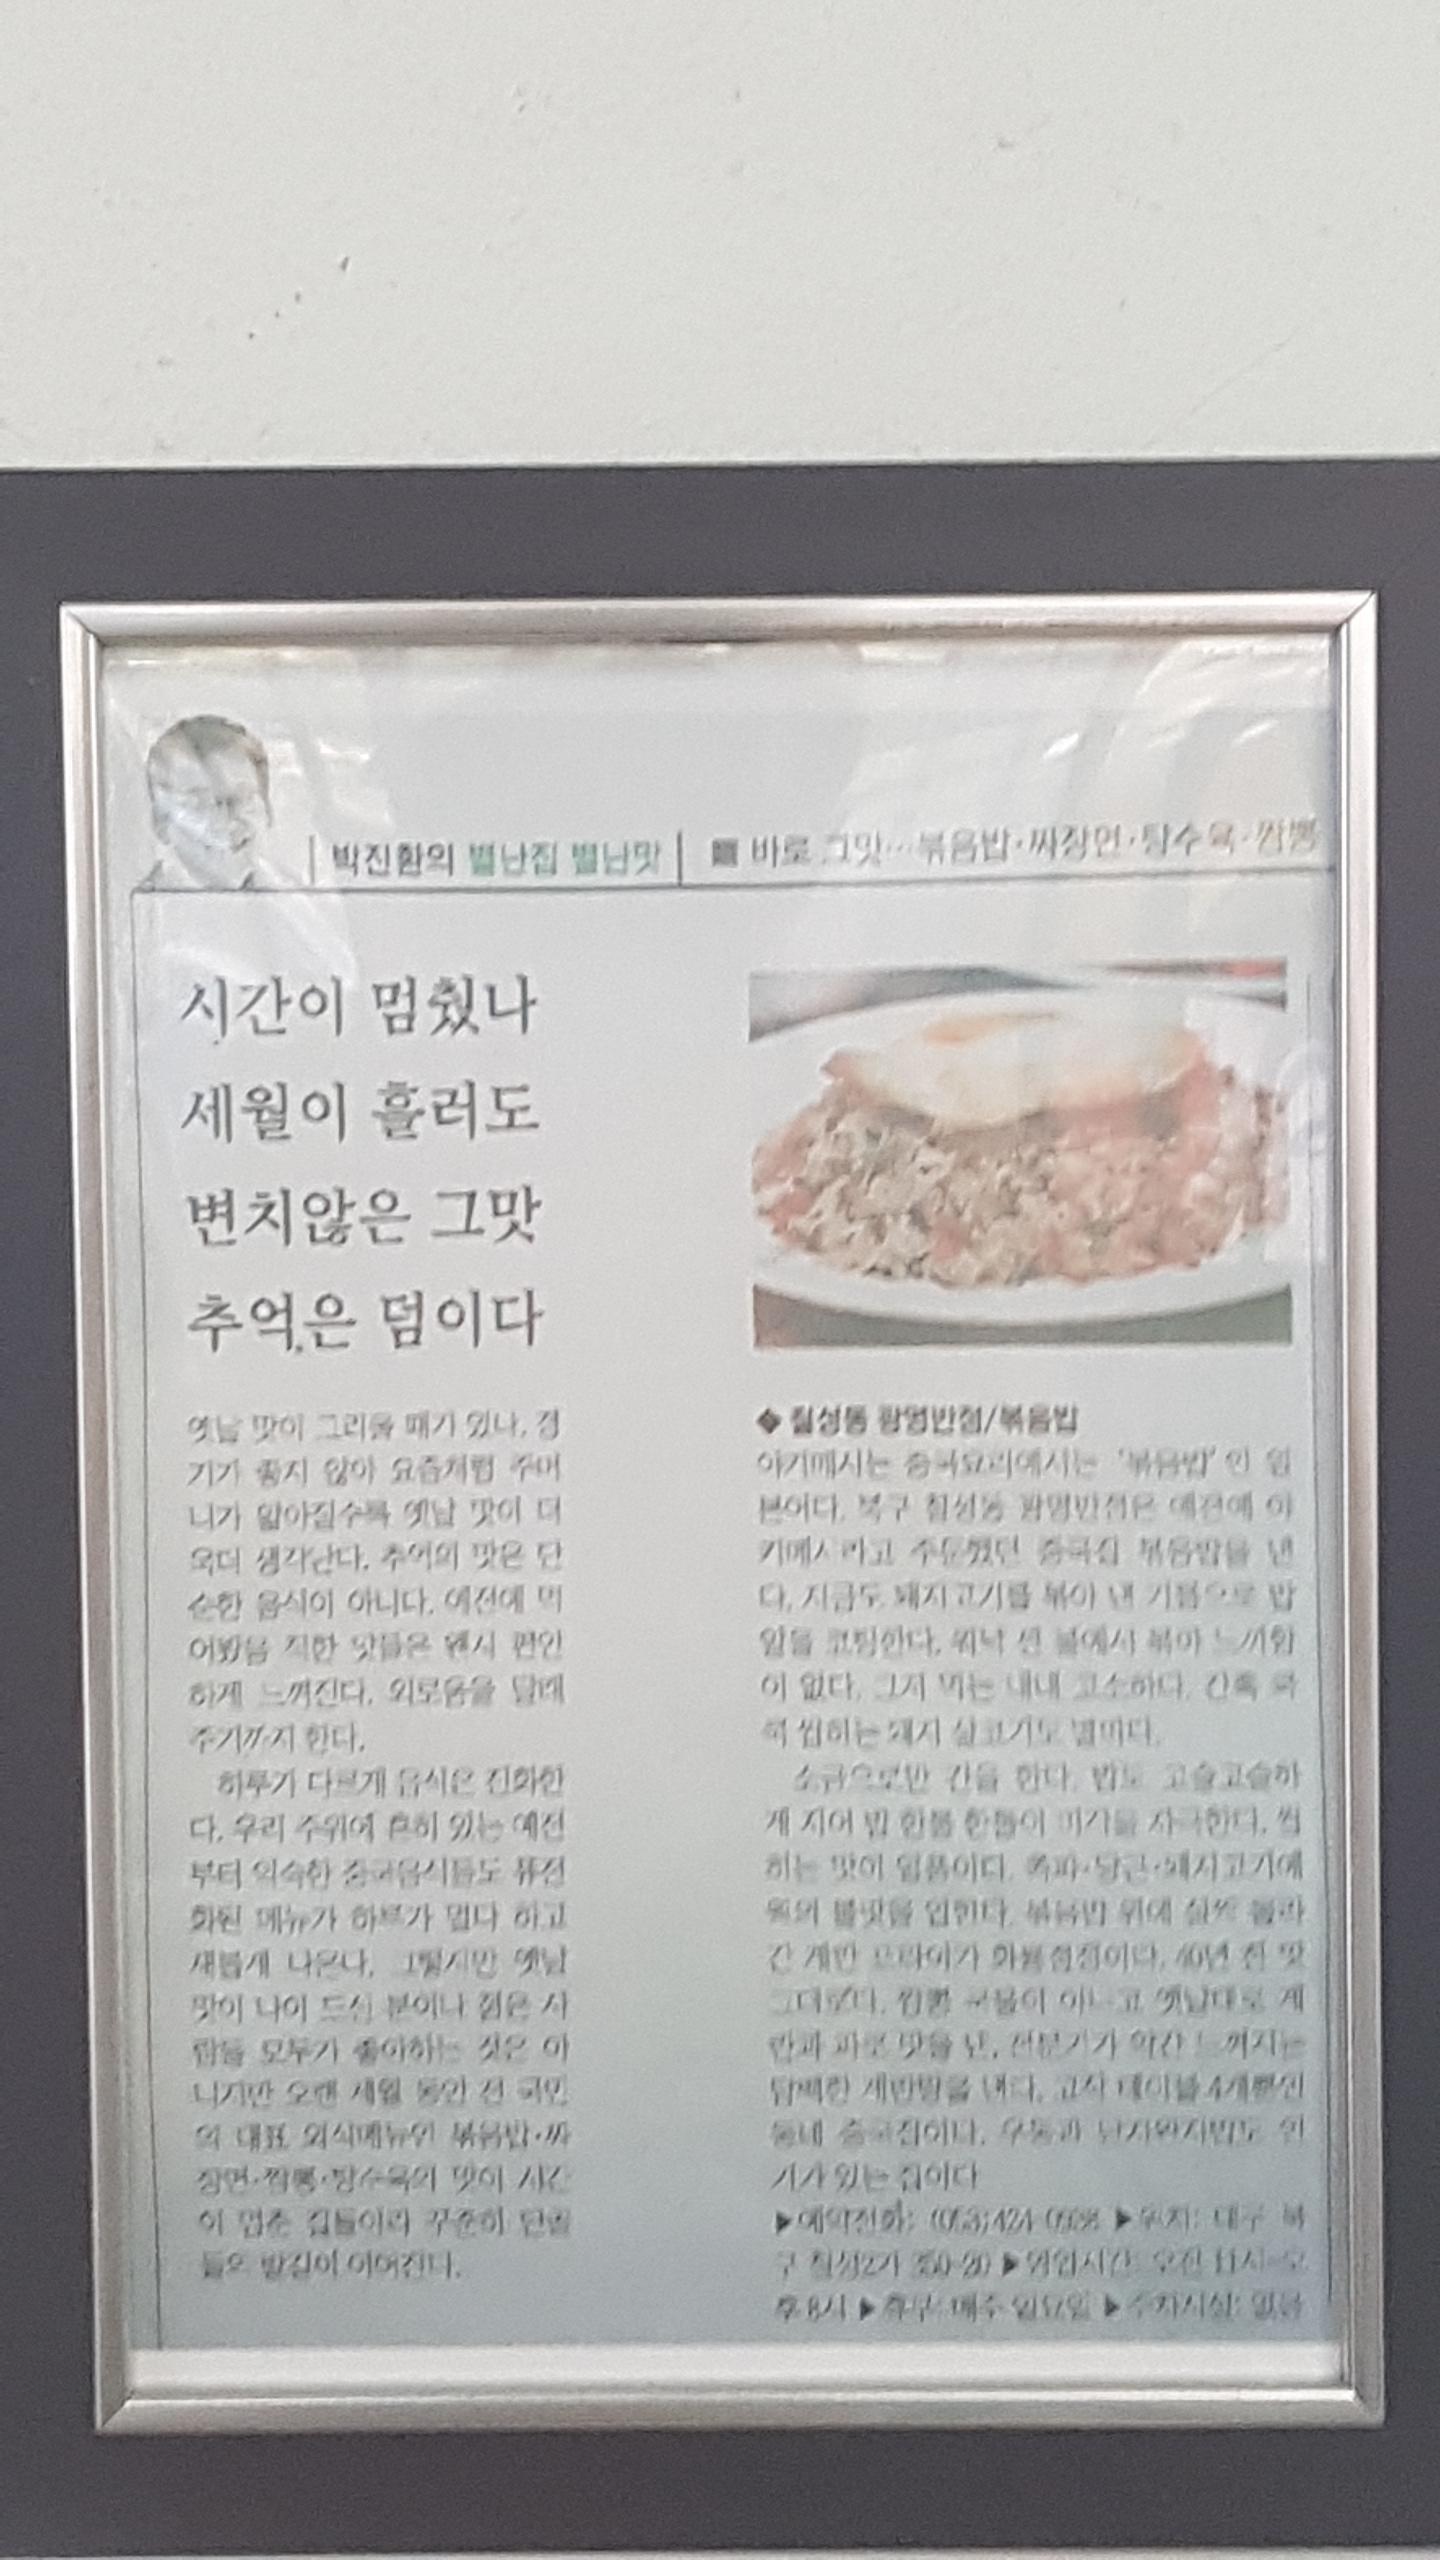 박진환의 별난집 별난맛
■ 바로 그맛… 볶음밥·짜장면·탕수육·짬뽕
시간이 멈췄나
세월이 흘러도
변치않은 그맛
추억은 덤이다
옛날 맛이 그리울 때가 있다. 경
기가 좋지 않아 요즘처럼 주머
니가 얇아질수록 옛날 맛이 더
욱더 생각난다. 추억의 맛은 단
순한 음식이 아니다. 예전에 먹
어봤음 직한 맛들은 왠지 편안
하게 느껴진다. 외로움을 달래
주기까지 한다.
하루가 다르게 음식은 진화한
다. 우리 주위에 흔히 있는 예전
부터 익숙한 중국음식들도 퓨전
화된 메뉴가 하루가 멀다 하고
새롭게 나온다. 그렇지만 옛날
맛이 나이 드신 분이나 젊은 사
람들 모두가 좋아하는 것은 아
니지만 오랜 세월 동안 전 국민
의 대표 외식메뉴인 볶음밥·짜
장면·짬뽕·탕수육의 맛이 시간
이 멈춘 집들이라 꾸준히 단골
들의 발길이 이어진다.
◆ 칠성동 광명반점/볶음밥
야키메시는 중국요리에서는 '볶음밥'인 일
본어다. 북구 칠성동 광명반점은 예전에 야
키메시라고 주문했던 중국집 볶음밥을 낸
다. 지금도 돼지고기를 볶아 낸 기름으로 밥
알을 코팅한다. 워낙 센 불에서 볶아 느끼함
이 없다. 그저 먹는 내내 고소하다. 간혹 쿡
쿡 씹히는 돼지 살코기도 별미다.
소금으로만 간을 한다. 밥도 고슬고슬하
게 지어 밥 한톨 한톨이 미각을 자극한다. 씹
히는 맛이 일품이다. 쪽파·당근·돼지고기에
웍의 불맛을 입힌다. 볶음밥 위에 살짝 올라
간 계란 프라이가 화룡점정이다. 40년 전 맛
그대로다. 짬뽕 국물이 아니고 옛날대로 계
란과 파로 맛을 낸, 전분기가 약간 느껴지는
담백한 계란탕을 낸다. 고작 테이블 4개뿐인
동네 중국집이다. 우동과 난자완자밥도 인
기가 있는 집이다
▶예약전화: (053)424- ▶위치: 대구 북
구 칠성2가 350-20 ▶영업시간: 오전 11시~오
후 8시 ▶휴무: 매주 일요일 ▶주차시설: 없음